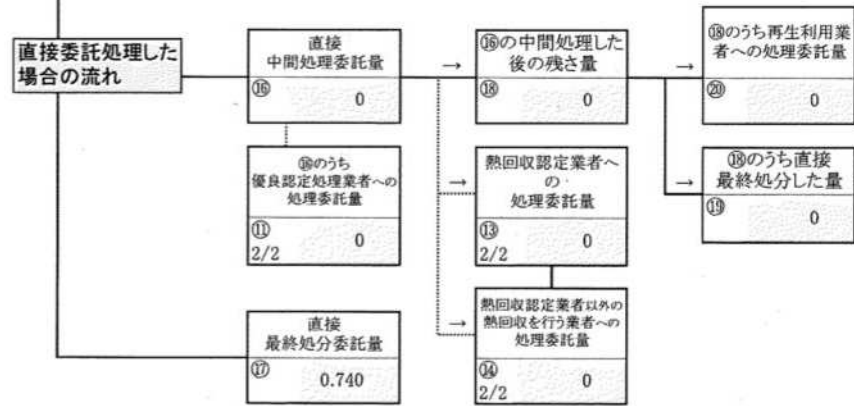 直接委託処理した
場合の流れ
直接
中間処理委託量
⑯
0
→
⑯の中間処理した
後の残さ量
⑱
0
→
⑱のうち再生利用業
者への処理委託量
⑳
0
⑯のうち
優良認定処理業者への
処理委託量
⑪
2/2
0
→
熱回収認定業者へ
の
処理委託量
⑬
2/2
0
→
⑱のうち直接
最終処分した量
⑲
0
直接
最終処分委託量
⑰
0.740
→
熱回収認定業者以外の
熱回収を行う業者への
処理委託量
⑭
2/2
0